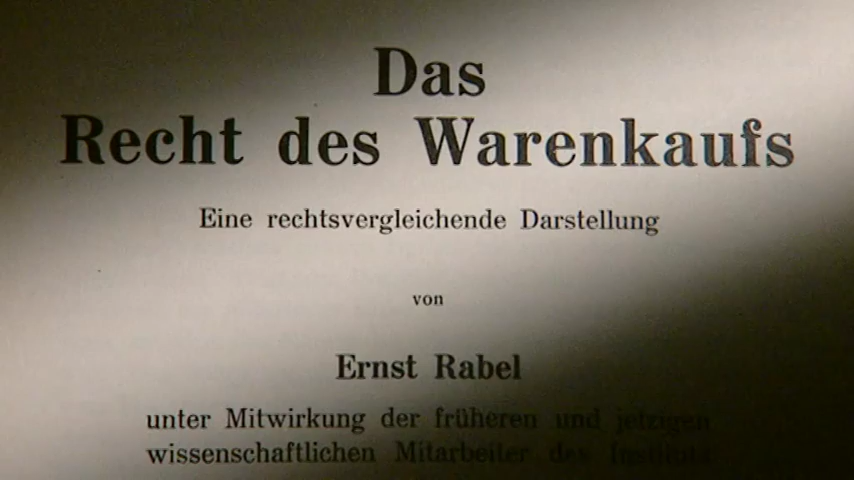 Das
Recht des Warenkaufs
Eine rechtsvergleichende Darstellung
von
Ernst Rabel
unter Mitwirkung der früheren und jetzigen
wissenschaftlichen Mitarbeiter des Instituts